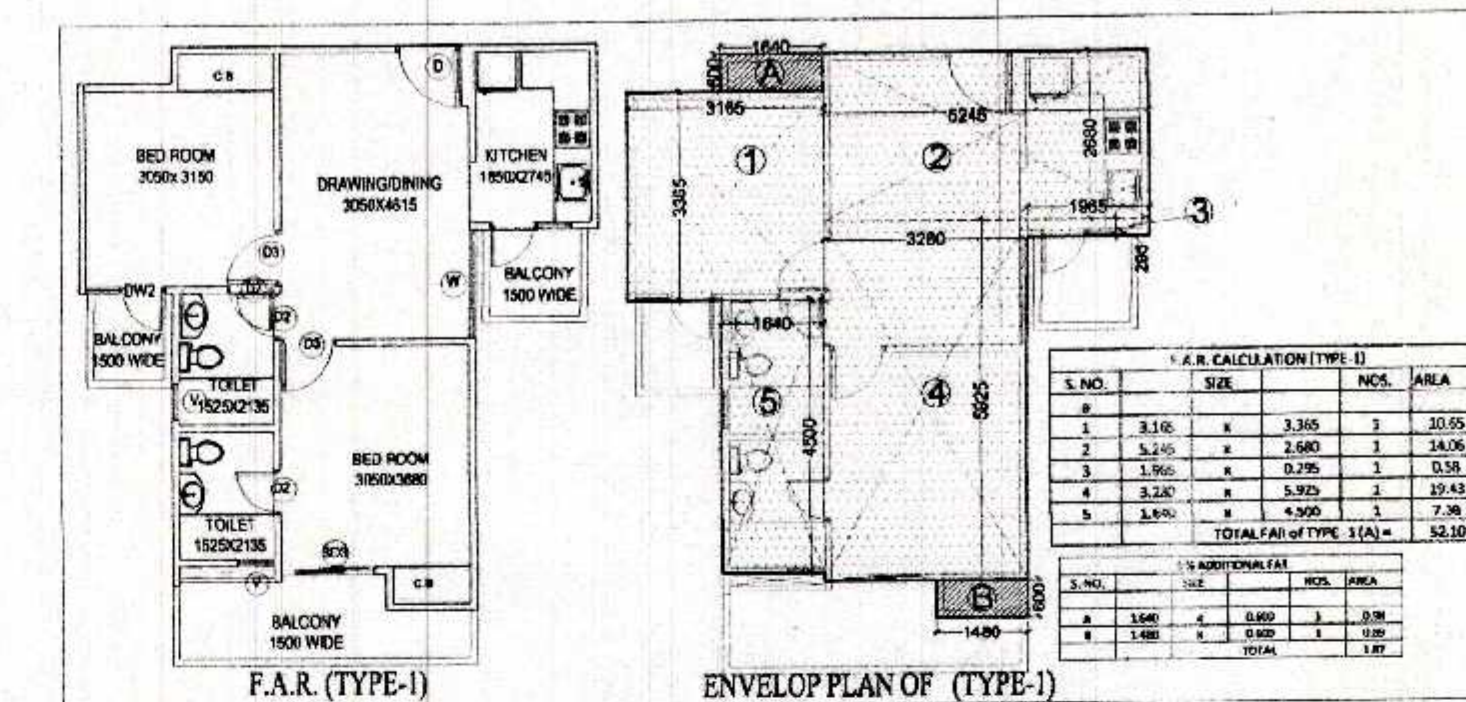 C B
D
BED ROOM
3050x 3150
DRAWING/DINING
3050X4615
KITCHEN
1850X2745
D3
DW2
D2
W
BALCONY
1500 WIDE
BALCONY
1500 WIDE
D3
TOILET
1525X2135
V
BED ROOM
3050X3680
D2
TOILET
1525X2135
V
C.B
BALCONY
1500 WIDE
F.A.R. (TYPE-I)
1640
600
A
3165
5245
2680
1
2
3365
1965
3
3280
295
1640
5
4
5925
4500
B
600
1480
ENVELOP PLAN OF (TYPE-1)
F.A.R. CALCULATION (TYPE-1)
S. NO. SIZE NOS. AREA
1 3.165 X 3.365 1 10.65
2 5.245 X 2.680 1 14.06
3 1.965 X 0.295 1 0.58
4 3.280 X 5.925 1 19.43
5 1.640 X 4.500 1 7.38
TOTAL FAR of TYPE 1 (A) = 52.10
% ADDITIONAL FAR
S. NO. SIZE NOS. AREA
A 1.640 X 0.600 1 0.98
B 1.480 X 0.600 1 0.89
TOTAL 1.87